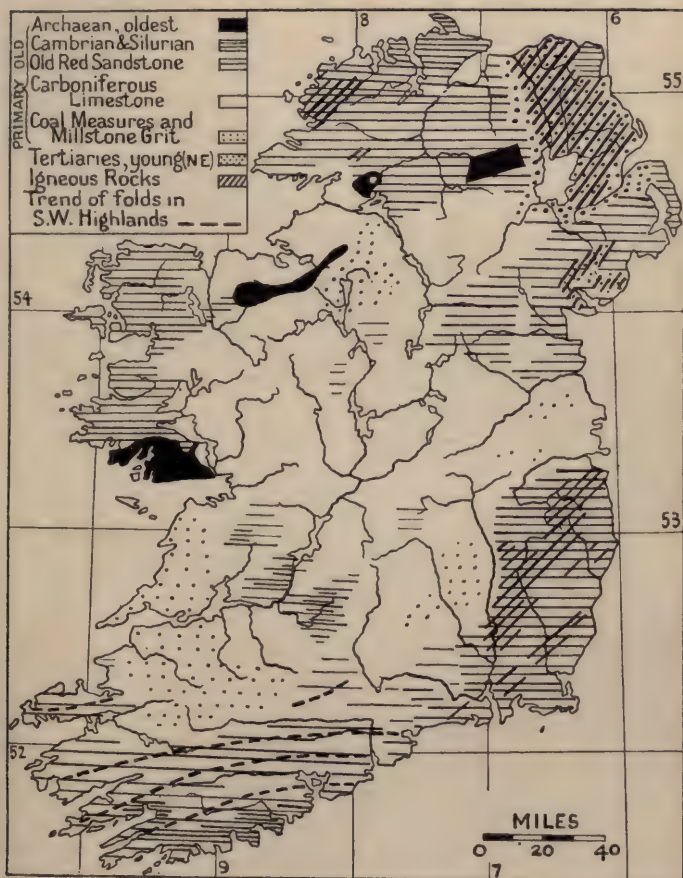 PRIMARY OLD
Archaean, oldest
Cambrian & Silurian
Old Red Sandstone
Carboniferous
Limestone
Coal Measures and
Millstone Grit
Tertiaries, young (NE)
Igneous Rocks
Trend of folds in
S.W. Highlands
8
6
55
54
53
52
9
7
MILES
0 20 40